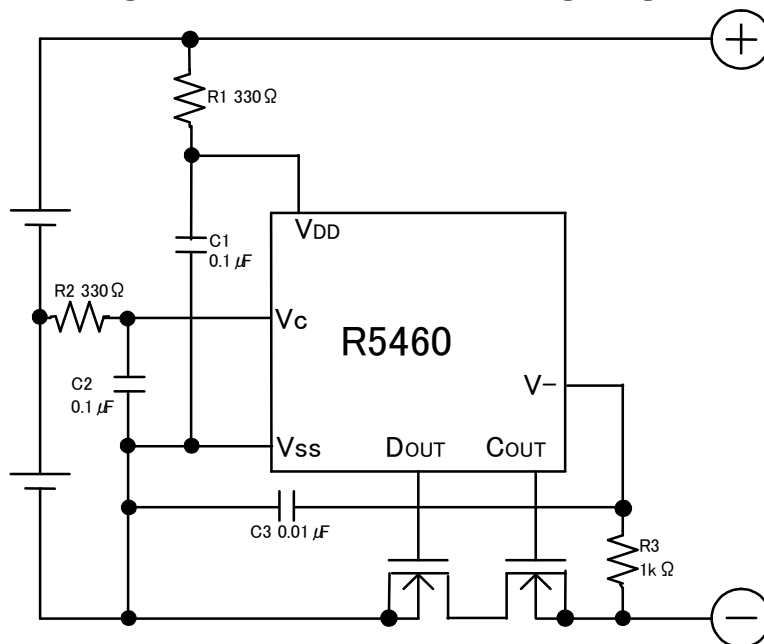 +
R1 330Ω
VDD
C1
0.1 μF
R2 330Ω
Vc
R5460
C2
0.1 μF
V−
Vss
DOUT
COUT
C3 0.01 μF
R3
1k Ω
−